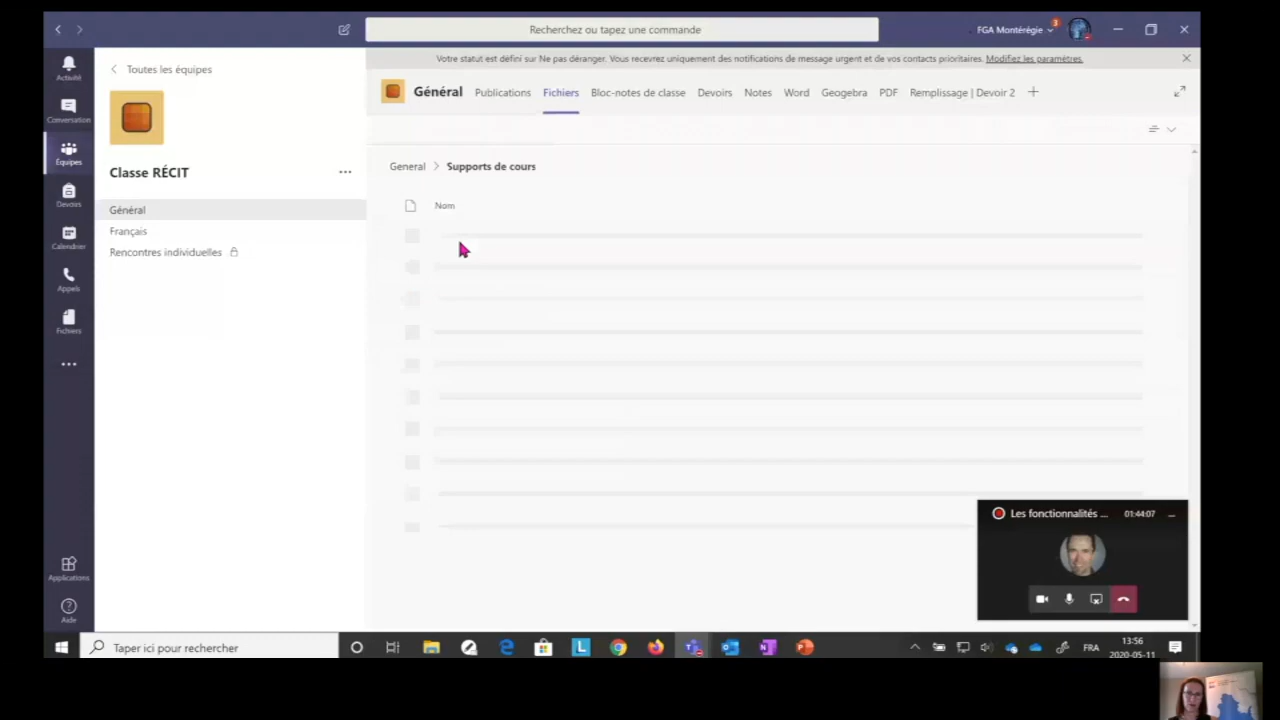 Recherchez ou tapez une commande
FGA Montérégie
3
Activité
Conversation
Équipes
Devoirs
Calendrier
Appels
Fichiers
Applications
Aide
Toutes les équipes
Classe RÉCIT
Général
Français
Rencontres individuelles
Votre statut est défini sur Ne pas déranger. Vous recevrez uniquement des notifications de message urgent et de vos contacts prioritaires. Modifiez les paramètres.
Général Publications Fichiers Bloc-notes de classe Devoirs Notes Word Geogebra PDF Remplissage | Devoir 2
General > Supports de cours
Nom
Les fonctionnalités ... 01:44:07
Taper ici pour rechercher
FRA
13:56
2020-05-11